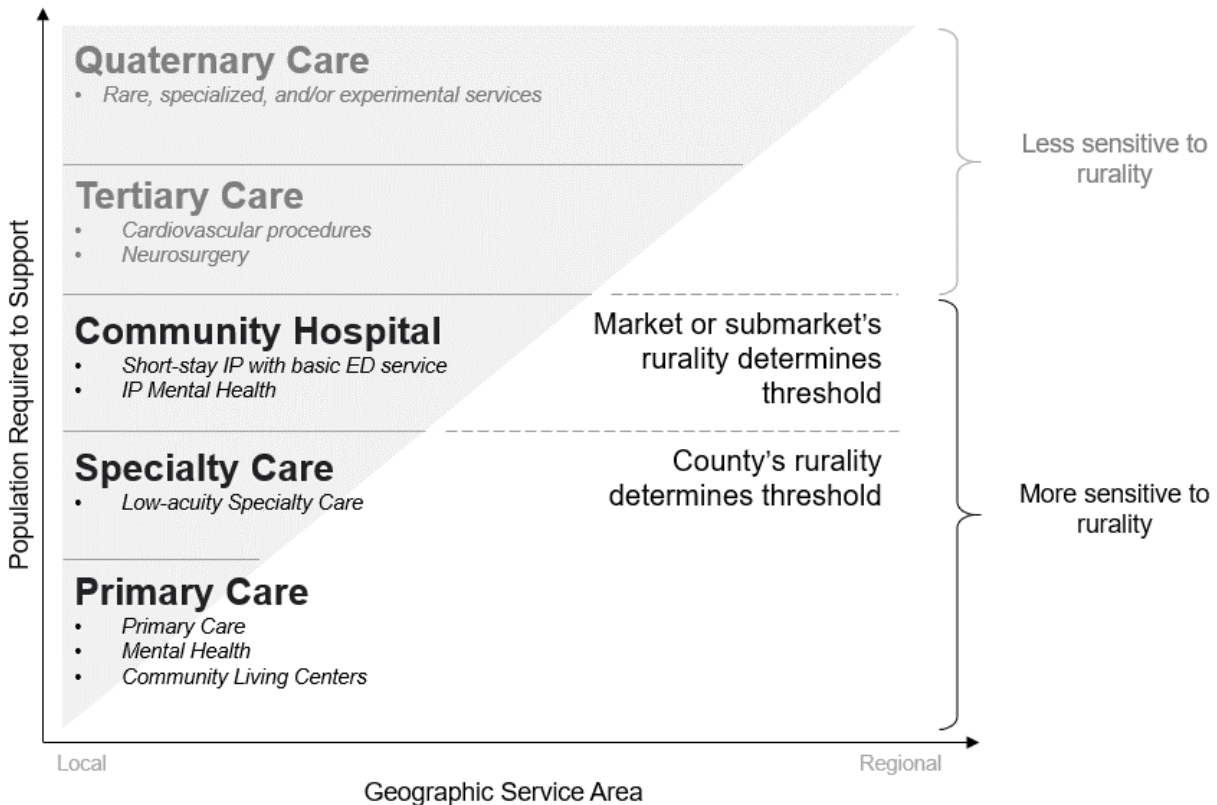 Quaternary Care
• Rare, specialized, and/or experimental services
Less sensitive to
rurality
Tertiary Care
• Cardiovascular procedures
• Neurosurgery
Community Hospital
• Short-stay IP with basic ED service
• IP Mental Health
Market or submarket's
rurality determines
threshold
Specialty Care
• Low-acuity Specialty Care
County's rurality
determines threshold
More sensitive to
rurality
Primary Care
• Primary Care
• Mental Health
• Community Living Centers
Population Required to Support
Local
Regional
Geographic Service Area